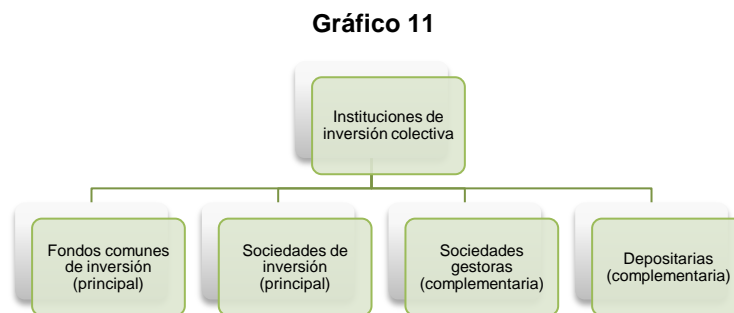 Gráfico 11
Instituciones de
inversión colectiva
Fondos comunes
de inversión
(principal)
Sociedades de
inversión
(principal)
Sociedades
gestoras
(complementaria)
Depositarias
(complementaria)